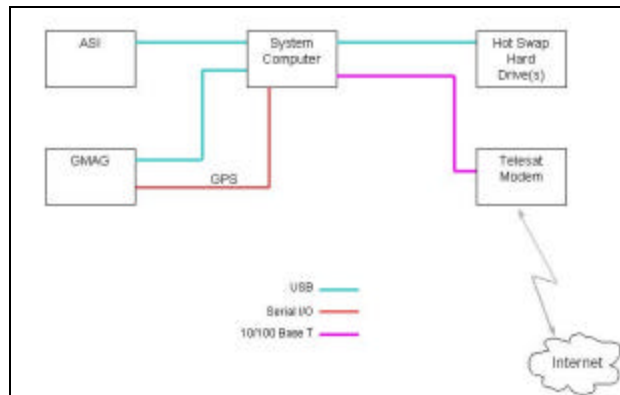 ASI
System
Computer
Hot Swap
Hard
Drive(s)
GMAG
GPS
Telesat
Modem
USB
Serial I/O
10/100 Base T
Internet